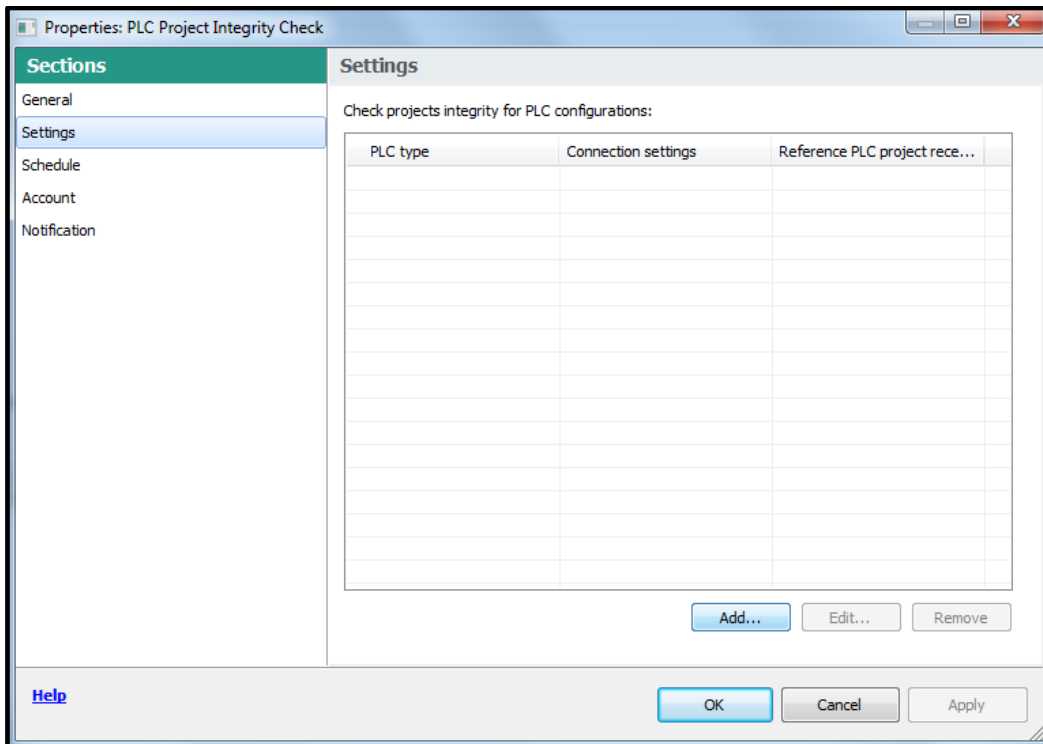 Properties: PLC Project Integrity Check
Sections
General
Settings
Schedule
Account
Notification
Settings
Check projects integrity for PLC configurations:
PLC type Connection settings Reference PLC project rece...
Add... Edit... Remove
Help
OK Cancel Apply